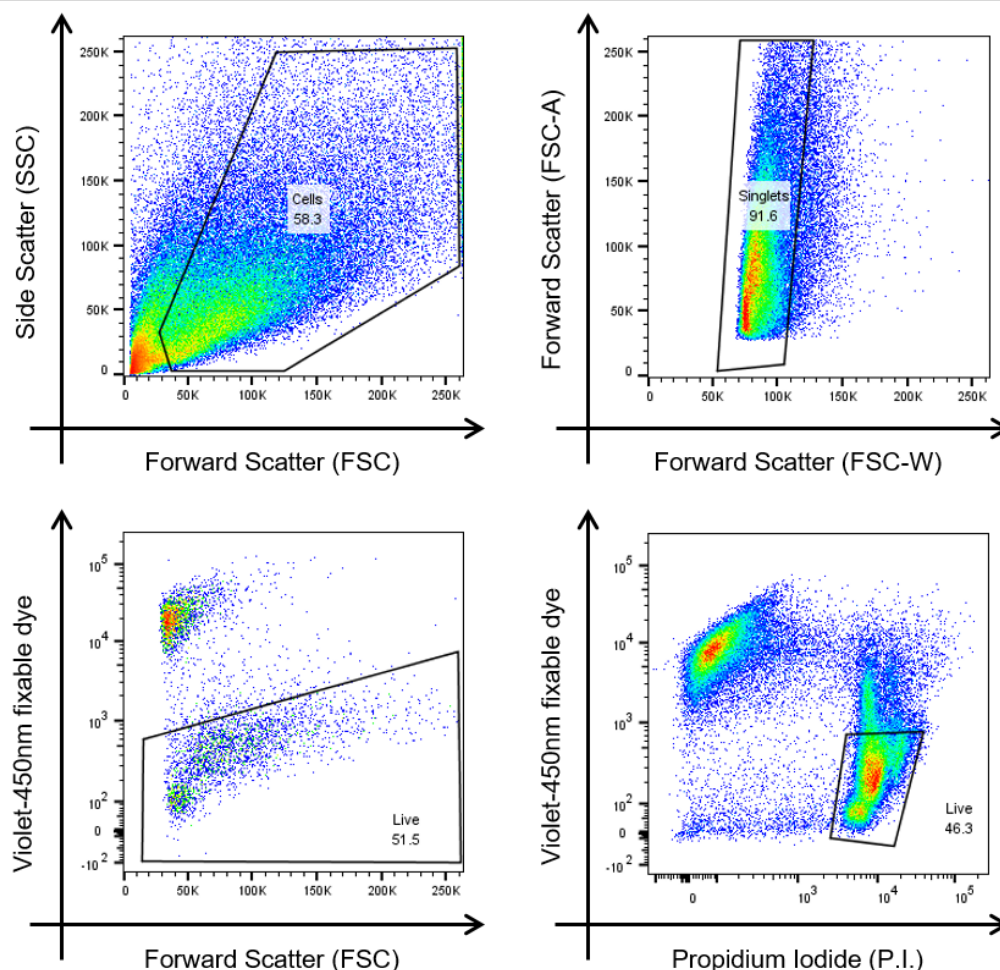 Side Scatter (SSC)
250K
200K
150K
100K
50K
0
Cells
58.3
0
50K
100K
150K
200K
250K
Forward Scatter (FSC)
Forward Scatter (FSC-A)
250K
200K
150K
100K
50K
0
Singlets
91.6
0
50K
100K
150K
200K
250K
Forward Scatter (FSC-W)
Violet-450nm fixable dye
10^5
10^4
10^3
10^2
0
-10^2
Live
51.5
0
50K
100K
150K
200K
250K
Forward Scatter (FSC)
Violet-450nm fixable dye
10^5
10^4
10^3
10^2
0
-10^2
Live
46.3
0
10^3
10^4
10^5
Propidium Iodide (P.I.)